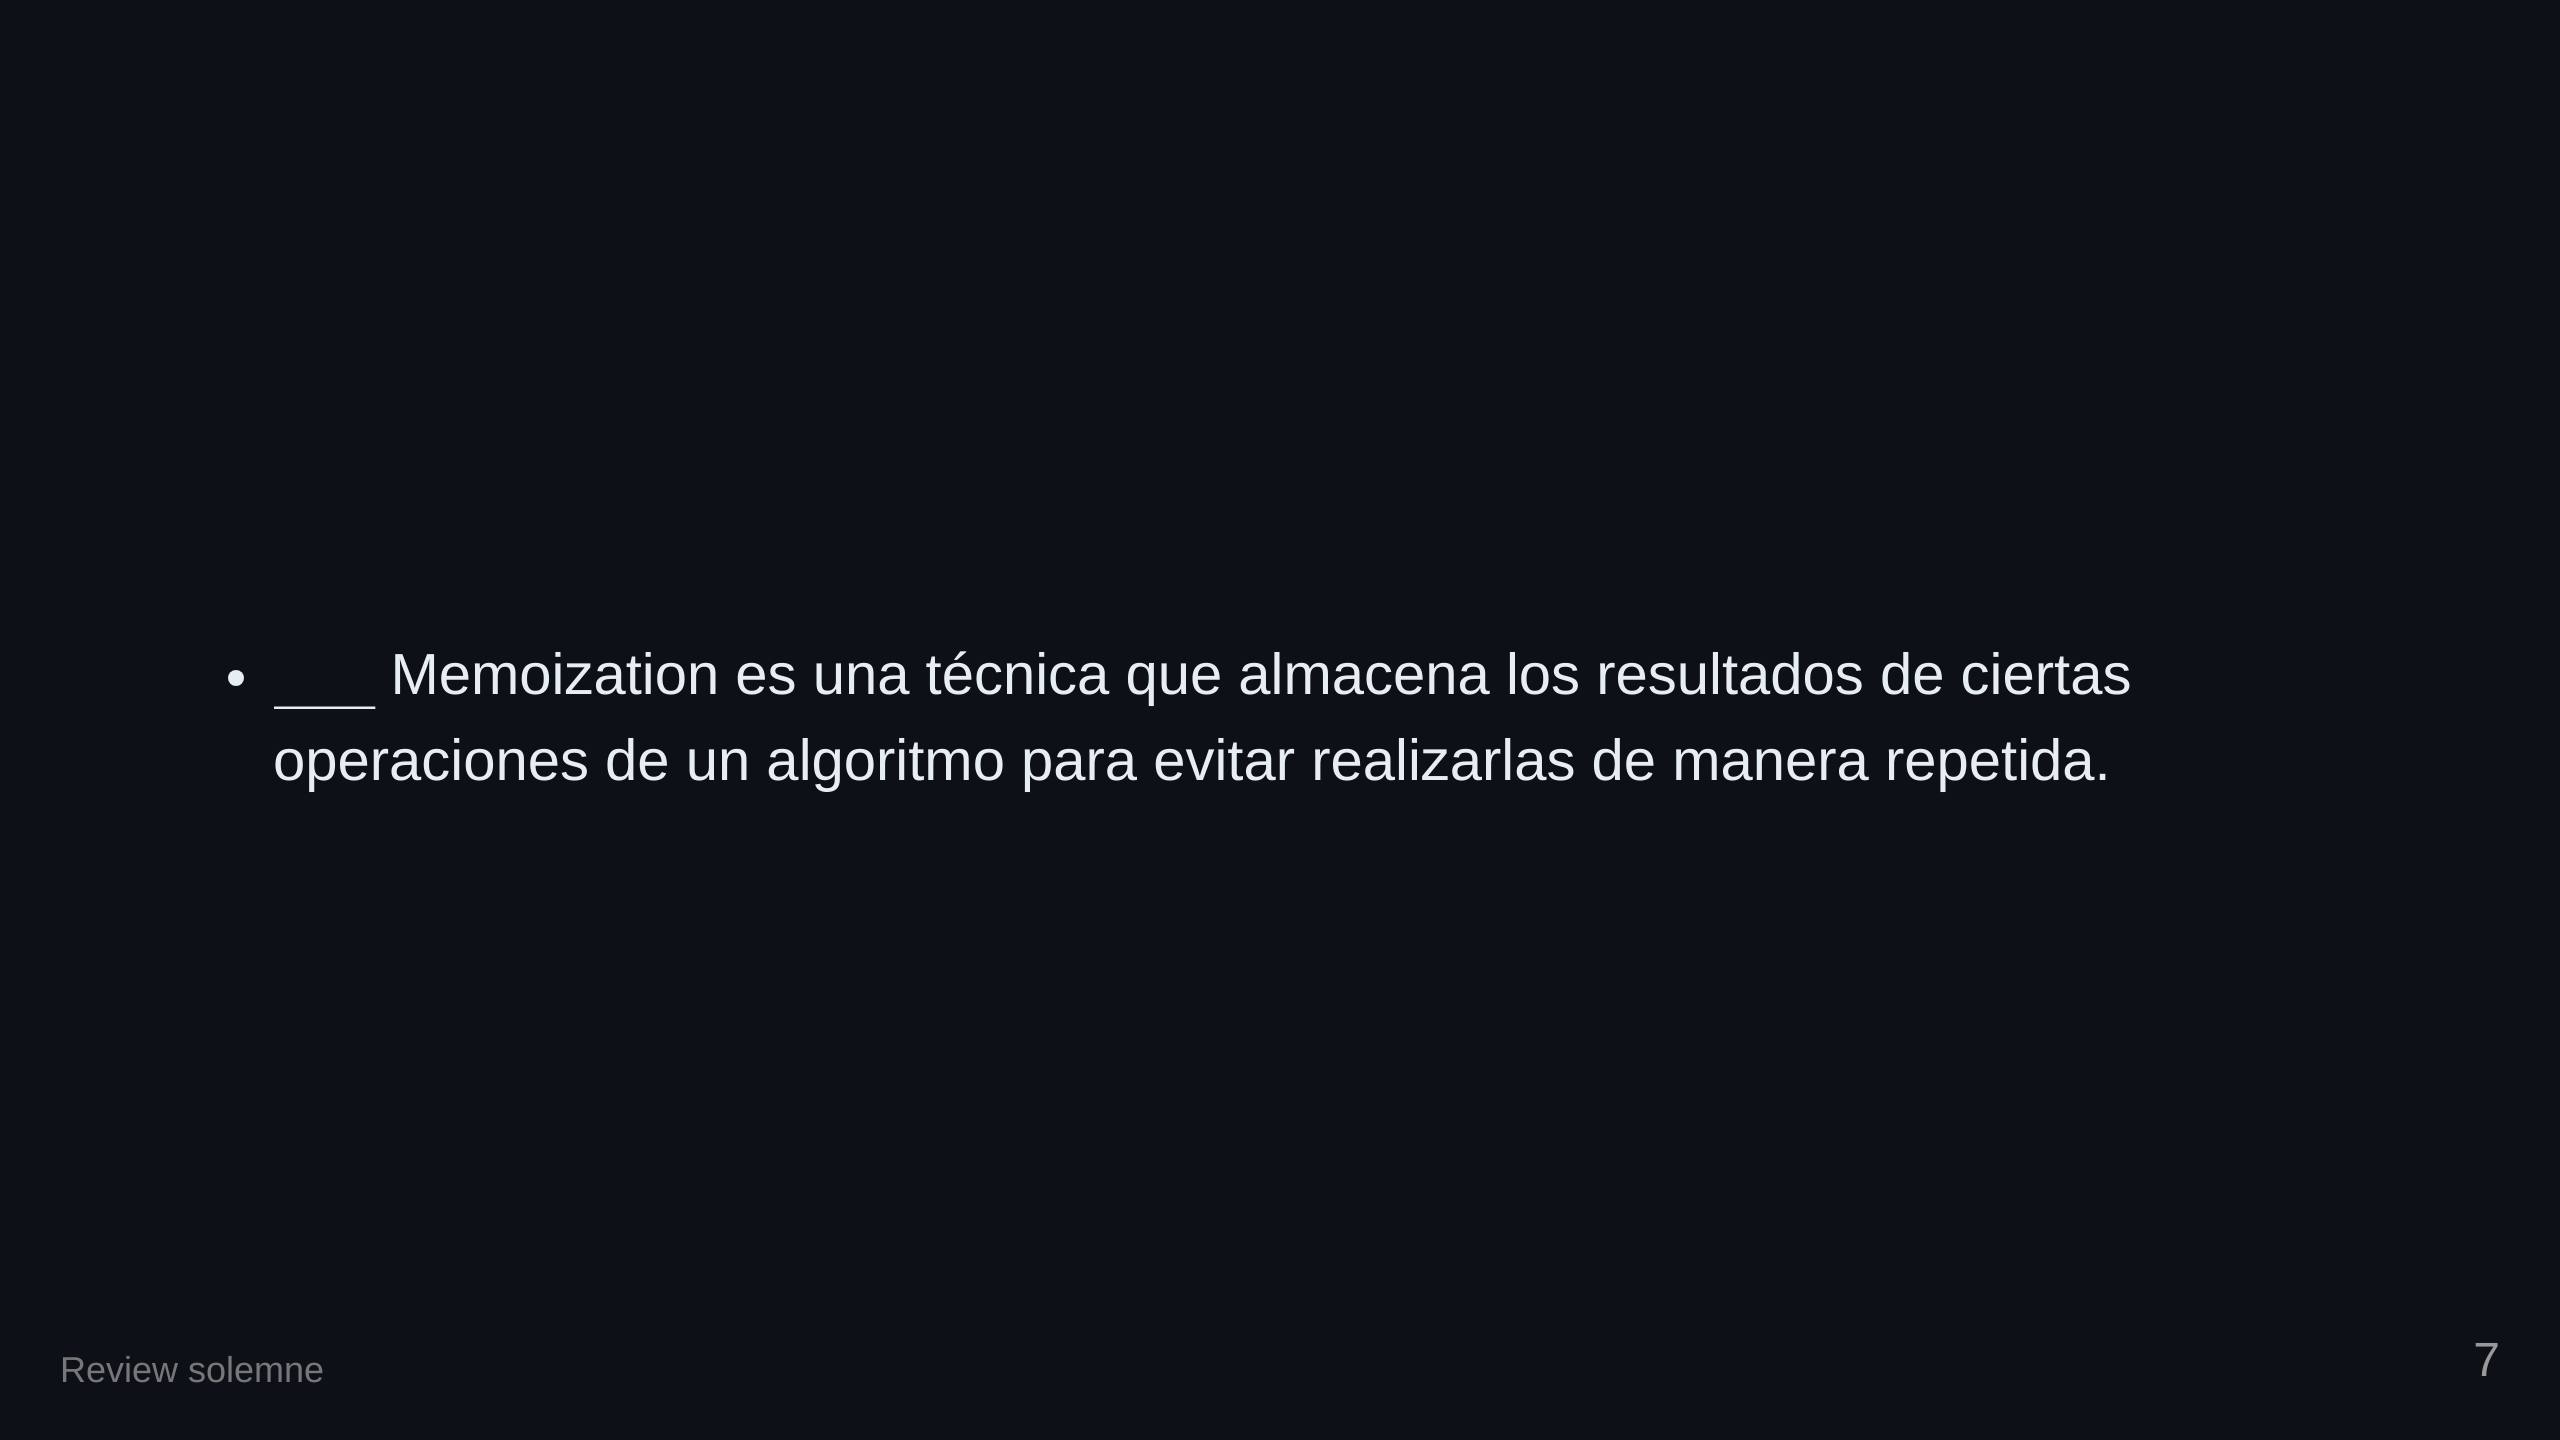 • ___ Memoization es una técnica que almacena los resultados de ciertas
operaciones de un algoritmo para evitar realizarlas de manera repetida.
Review solemne
7